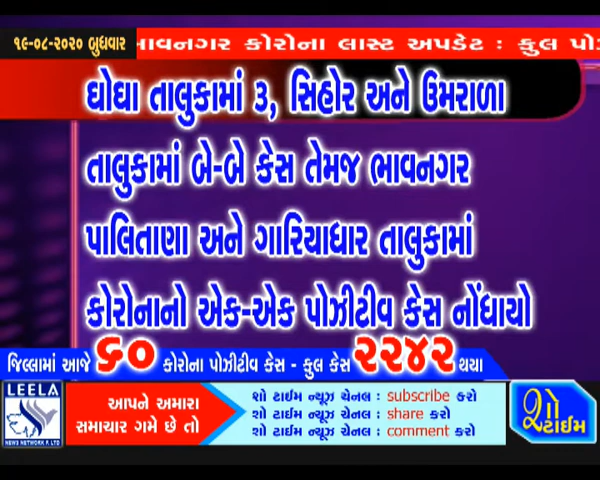 ૧૯-૦૮-૨૦૨૦ બુધવાર
ભાવનગર કોરોના લાસ્ટ અપડેટ : કુલ
ઘોઘા તાલુકામાં ૩, સિહોર અને ઉમરાળા
તાલુકામાં બે-બે કેસ તેમજ ભાવનગર
પાલિતાણા અને ગારિયાધાર તાલુકામાં
કોરોનાનો એક-એક પોઝીટીવ કેસ નોંધાયો
જિલ્લામાં આજે ૬૦ કોરોના પોઝીટીવ કેસ - કુલ કેસ ૨૨૪૨ થયા
LEELA
NEWS NETWORK P. LTD
આપને અમારા
સમાચાર ગમે છે તો
શો ટાઈમ ન્યૂઝ ચેનલ : subscribe કરો
શો ટાઈમ ન્યૂઝ ચેનલ : share કરો
શો ટાઈમ ન્યૂઝ ચેનલ : comment કરો
શો
ટાઈમ